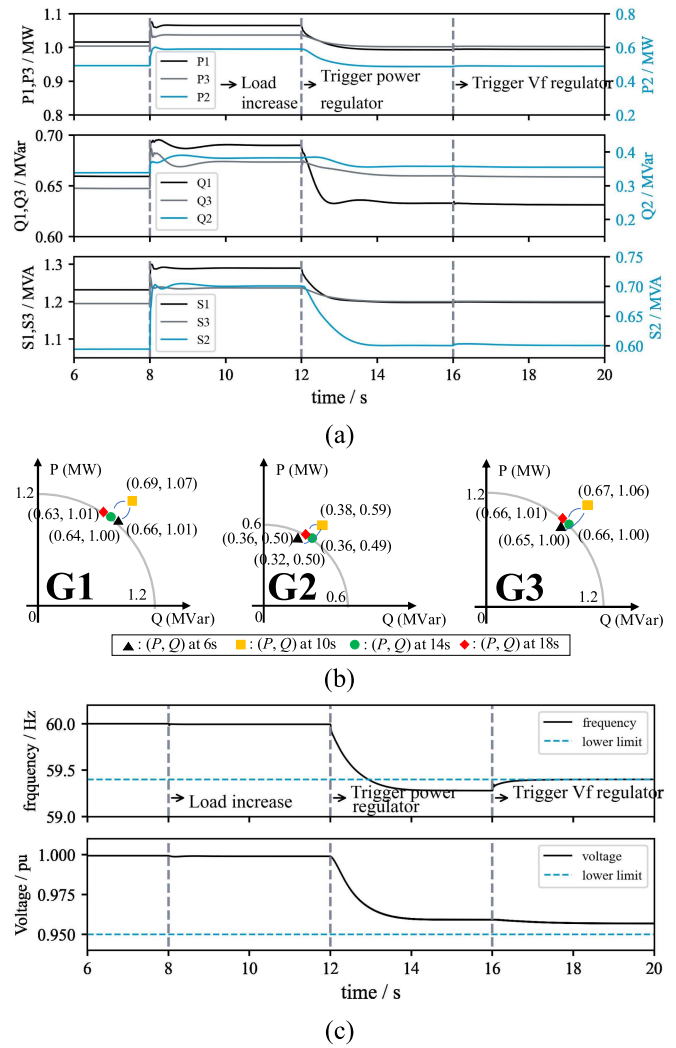 1.1
1.0
0.9
0.8
P1,P3 / MW
0.8
0.6
0.4
0.2
P2 / MW
P1
P3
P2
Load
increase
Trigger power
regulator
Trigger Vf regulator
0.70
0.65
0.60
Q1,Q3 / MVar
0.4
0.3
0.2
Q2 / MVar
Q1
Q3
Q2
1.3
1.2
1.1
S1,S3 / MVA
0.75
0.70
0.65
0.60
S2 / MVA
S1
S3
S2
6 8 10 12 14 16 18 20
time / s
(a)
P (MW)
1.2
(0.69, 1.07)
(0.63, 1.01)
(0.66, 1.01)
(0.64, 1.00)
G1
1.2
0
Q (MVar)
P (MW)
0.6
(0.38, 0.59)
(0.36, 0.50)
(0.36, 0.49)
(0.32, 0.50)
G2
0.6
0
Q (MVar)
P (MW)
1.2
(0.67, 1.06)
(0.66, 1.01)
(0.66, 1.00)
(0.65, 1.00)
G3
1.2
0
Q (MVar)
: (P, Q) at 6s : (P, Q) at 10s : (P, Q) at 14s : (P, Q) at 18s
(b)
60.0
59.5
59.0
frqquency / Hz
frequency
lower limit
Load increase
Trigger power
regulator
Trigger Vf regulator
1.000
0.975
0.950
Voltage / pu
voltage
lower limit
6 8 10 12 14 16 18 20
time / s
(c)